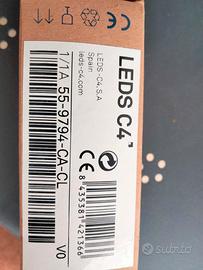 LEDS C4
LEDS-C4,S.A
Spain
leds-c4.com
1/1A 55-9794-CA-CL
V0
CE
8 435381 421366
subito